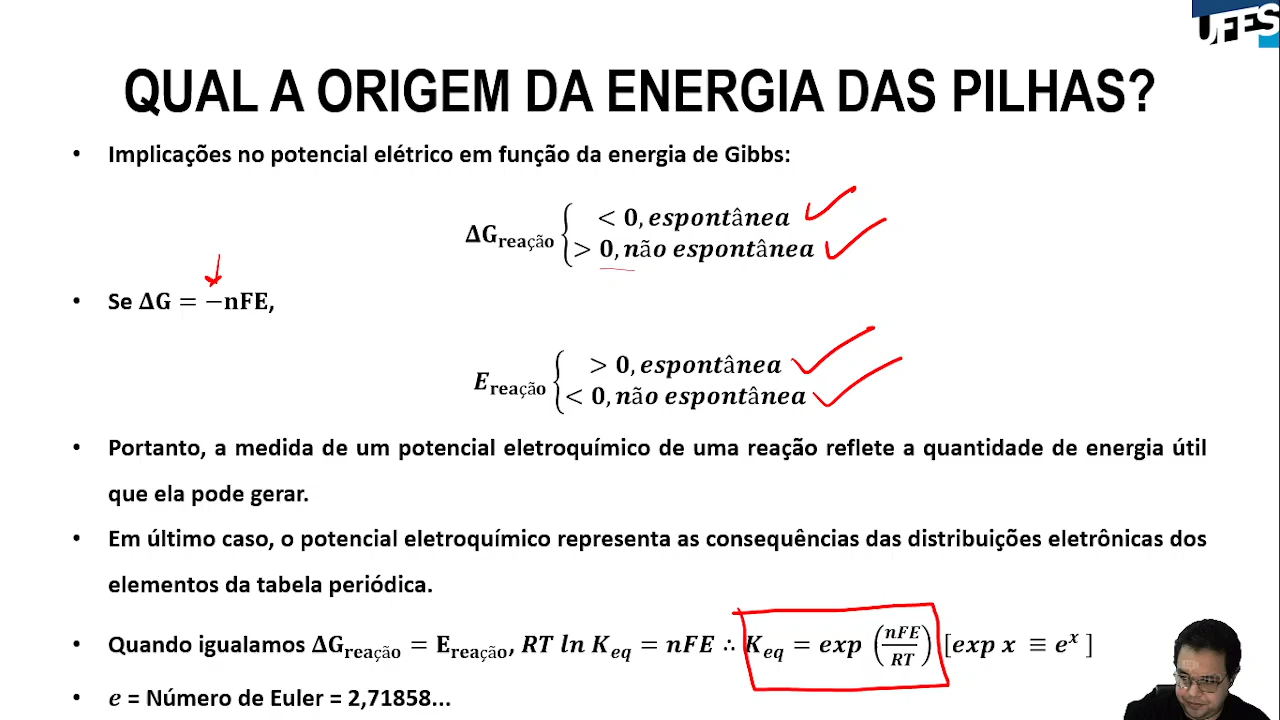 UFES
QUAL A ORIGEM DA ENERGIA DAS PILHAS?
• Implicações no potencial elétrico em função da energia de Gibbs:
ΔG_reação { < 0, espontânea
> 0, não espontânea
• Se ΔG = −nFE,
E_reação { > 0, espontânea
< 0, não espontânea
• Portanto, a medida de um potencial eletroquímico de uma reação reflete a quantidade de energia útil
que ela pode gerar.
• Em último caso, o potencial eletroquímico representa as consequências das distribuições eletrônicas dos
elementos da tabela periódica.
• Quando igualamos ΔG_reação = E_reação, RT ln K_eq = nFE ∴ K_eq = exp (nFE/RT) [exp x ≡ e^x ]
• e = Número de Euler = 2,71858...